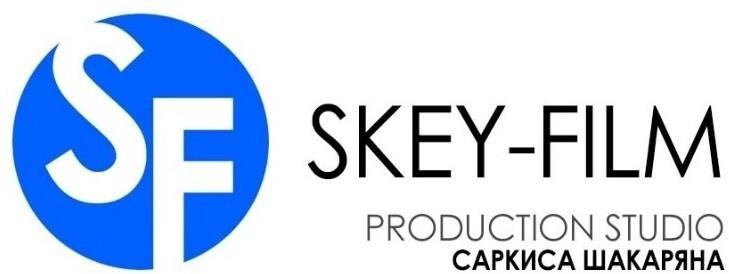 SF
SKEY-FILM
PRODUCTION STUDIO
САРКИСА ШАКАРЯНА